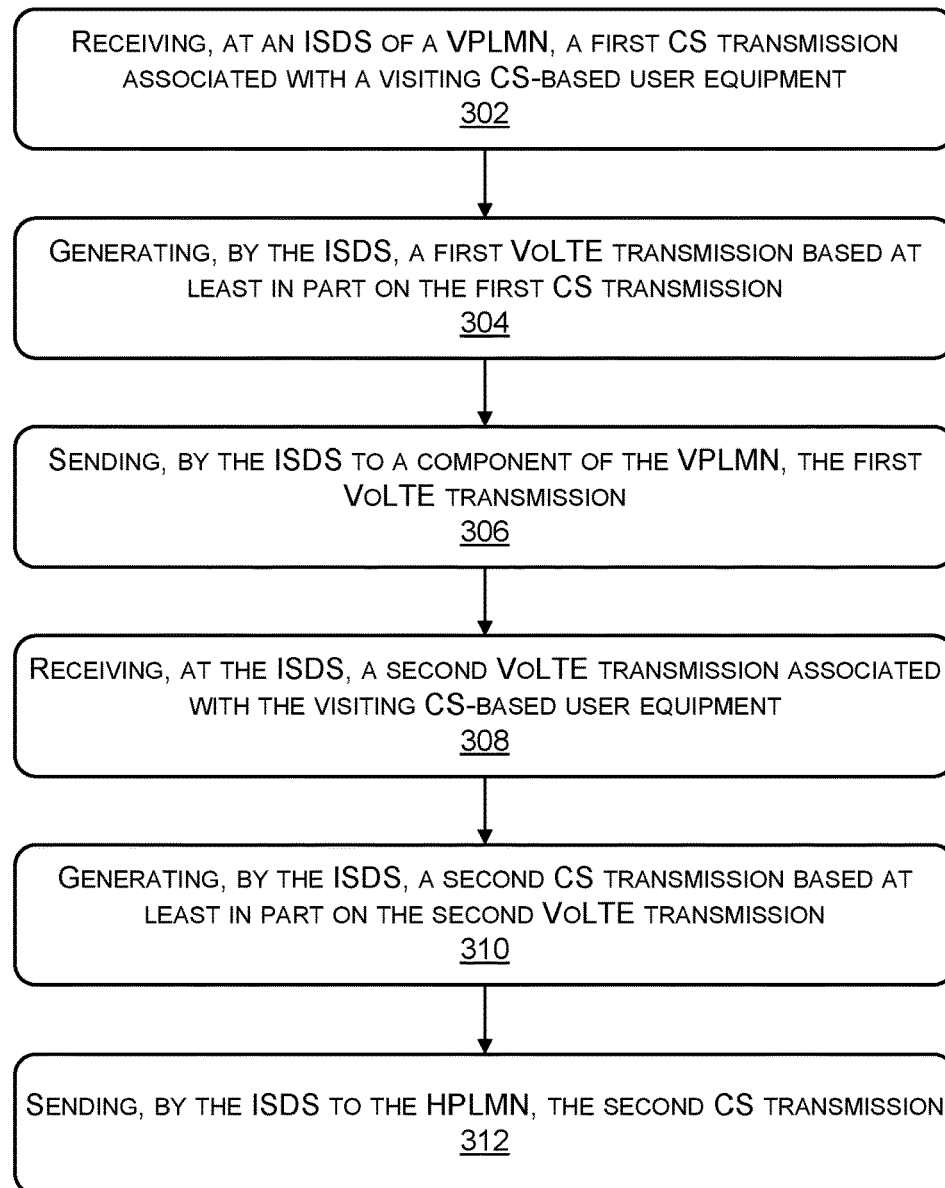 RECEIVING, AT AN ISDS OF A VPLMN, A FIRST CS TRANSMISSION
ASSOCIATED WITH A VISITING CS-BASED USER EQUIPMENT
302
GENERATING, BY THE ISDS, A FIRST VOLTE TRANSMISSION BASED AT
LEAST IN PART ON THE FIRST CS TRANSMISSION
304
SENDING, BY THE ISDS TO A COMPONENT OF THE VPLMN, THE FIRST
VOLTE TRANSMISSION
306
RECEIVING, AT THE ISDS, A SECOND VOLTE TRANSMISSION ASSOCIATED
WITH THE VISITING CS-BASED USER EQUIPMENT
308
GENERATING, BY THE ISDS, A SECOND CS TRANSMISSION BASED AT
LEAST IN PART ON THE SECOND VOLTE TRANSMISSION
310
SENDING, BY THE ISDS TO THE HPLMN, THE SECOND CS TRANSMISSION
312